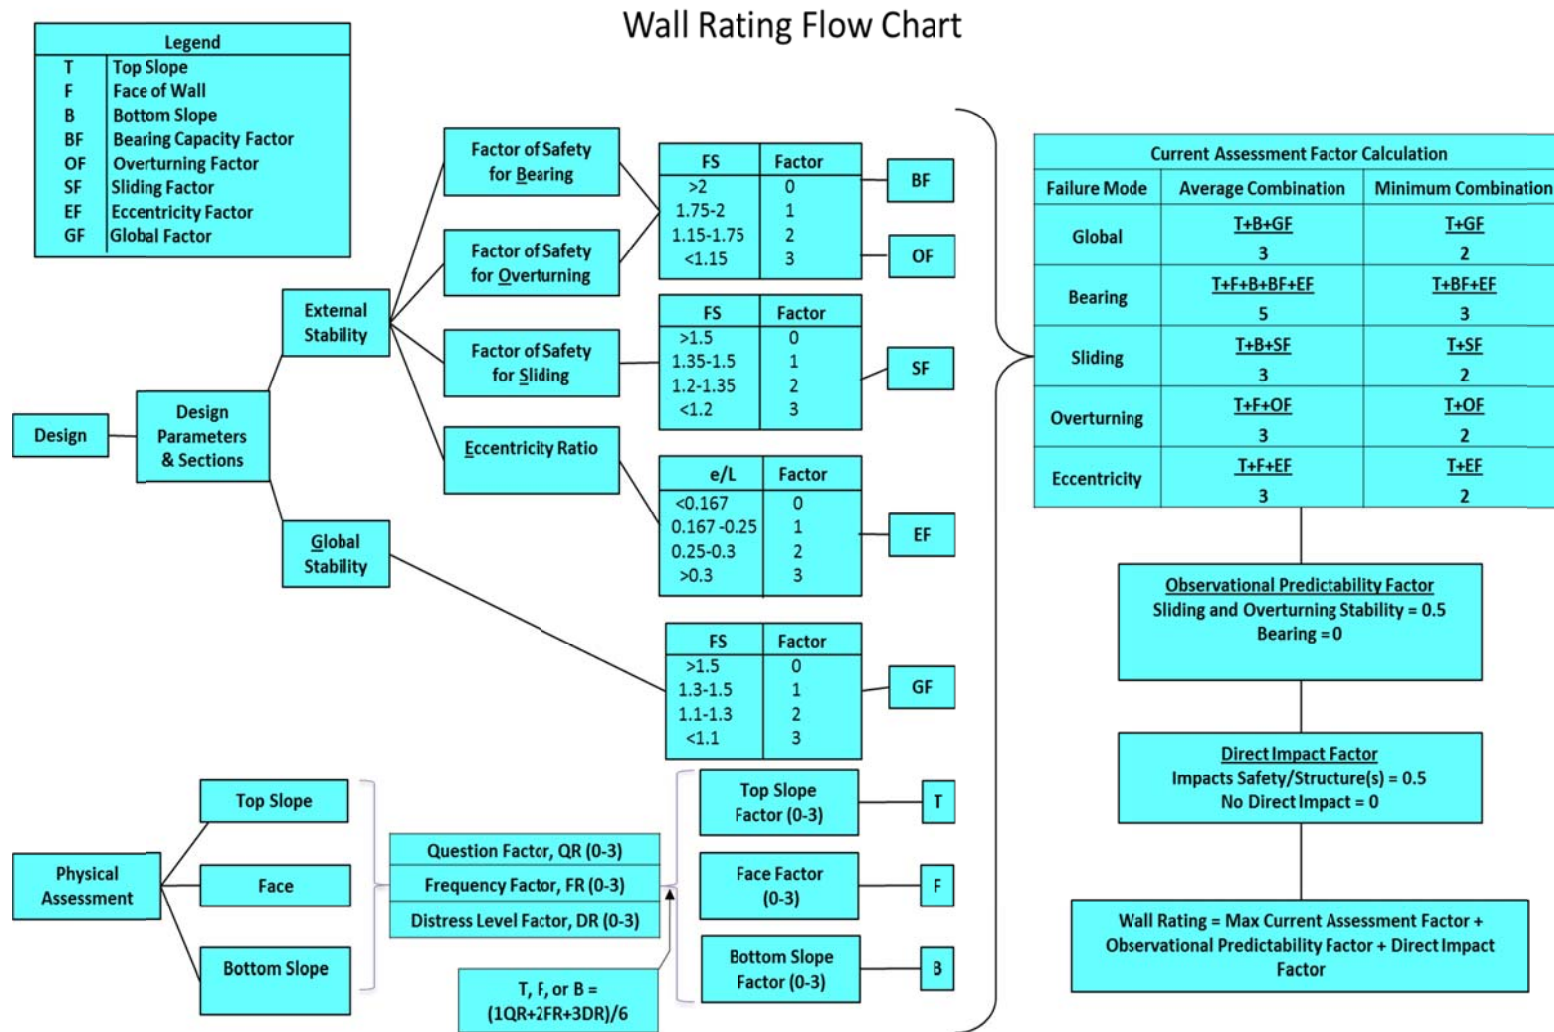 Wall Rating Flow Chart
Legend
T Top Slope
F Face of Wall
B Bottom Slope
BF Bearing Capacity Factor
OF Overturning Factor
SF Sliding Factor
EF Eccentricity Factor
GF Global Factor
Design
Design
Parameters
& Sections
External
Stability
Global
Stability
Factor of Safety
for Bearing
Factor of Safety
for Overturning
Factor of Safety
for Sliding
Eccentricity Ratio
FS Factor
>2 0
1.75-2 1
1.15-1.75 2
<1.15 3
BF
OF
FS Factor
>1.5 0
1.35-1.5 1
1.2-1.35 2
<1.2 3
SF
e/L Factor
<0.167 0
0.167 -0.25 1
0.25-0.3 2
>0.3 3
EF
FS Factor
>1.5 0
1.3-1.5 1
1.1-1.3 2
<1.1 3
GF
Physical
Assessment
Top Slope
Face
Bottom Slope
Question Factor, QR (0-3)
Frequency Factor, FR (0-3)
Distress Level Factor, DR (0-3)
T, F, or B =
(1QR+2FR+3DR)/6
Top Slope
Factor (0-3)
T
Face Factor
(0-3)
F
Bottom Slope
Factor (0-3)
B
Current Assessment Factor Calculation
Failure Mode Average Combination Minimum Combination
Global T+B+GF T+GF
3 2
Bearing T+F+B+BF+EF T+BF+EF
5 3
Sliding T+B+SF T+SF
3 2
Overturning T+F+OF T+OF
3 2
Eccentricity T+F+EF T+EF
3 2
Observational Predictability Factor
Sliding and Overturning Stability = 0.5
Bearing = 0
Direct Impact Factor
Impacts Safety/Structure(s) = 0.5
No Direct Impact = 0
Wall Rating = Max Current Assessment Factor +
Observational Predictability Factor + Direct Impact
Factor